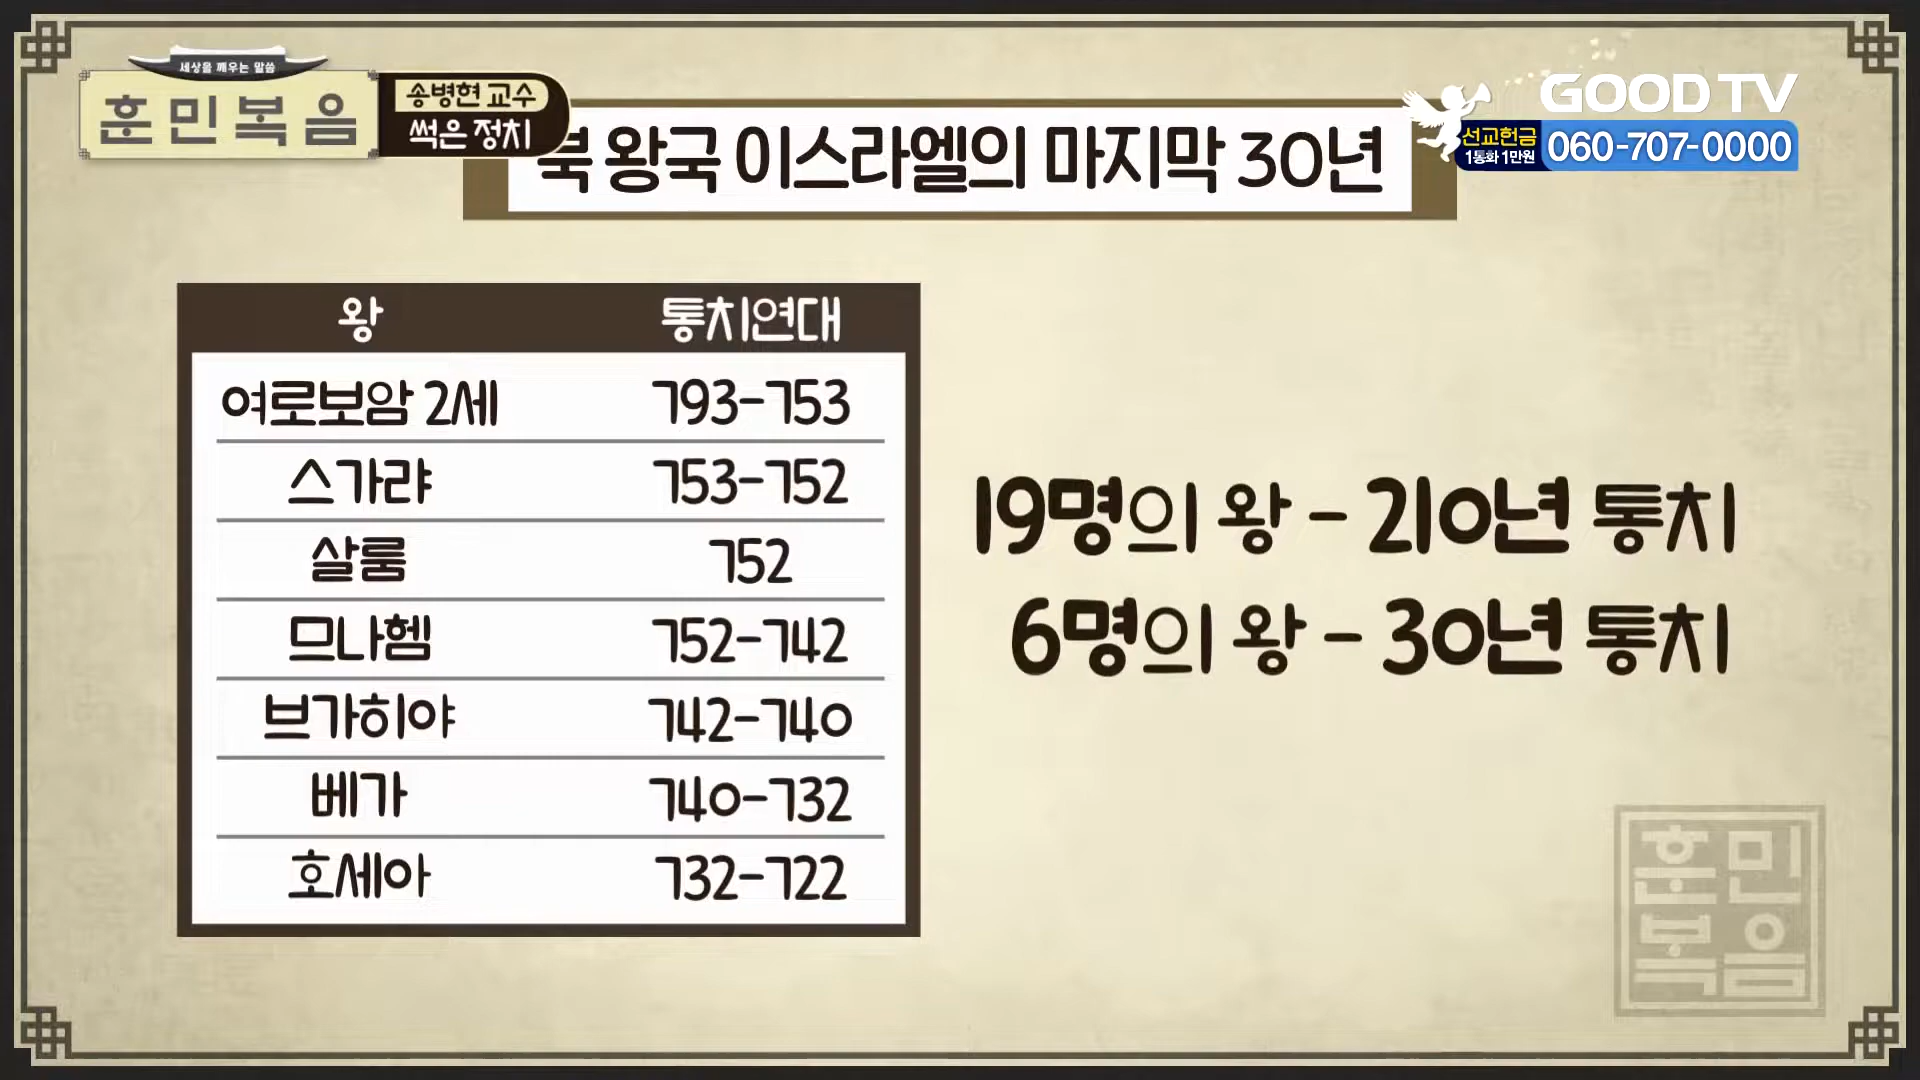 세상을 깨우는 말씀
훈민복음
송병현 교수
썩은 정치
북 왕국 이스라엘의 마지막 30년
GOOD TV
선교헌금
1통화 1만원
060-707-0000
왕 통치연대
여로보암 2세 793-753
스가랴 753-752
살룸 752
므나헴 752-742
브가히야 742-740
베가 740-732
호세아 732-722
19명의 왕 - 210년 통치
6명의 왕 - 30년 통치
훈민
복음